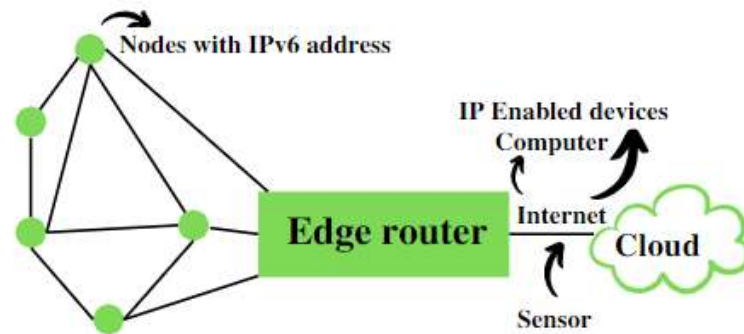 Nodes with IPv6 address
IP Enabled devices
Computer
Internet
Edge router
Cloud
Sensor